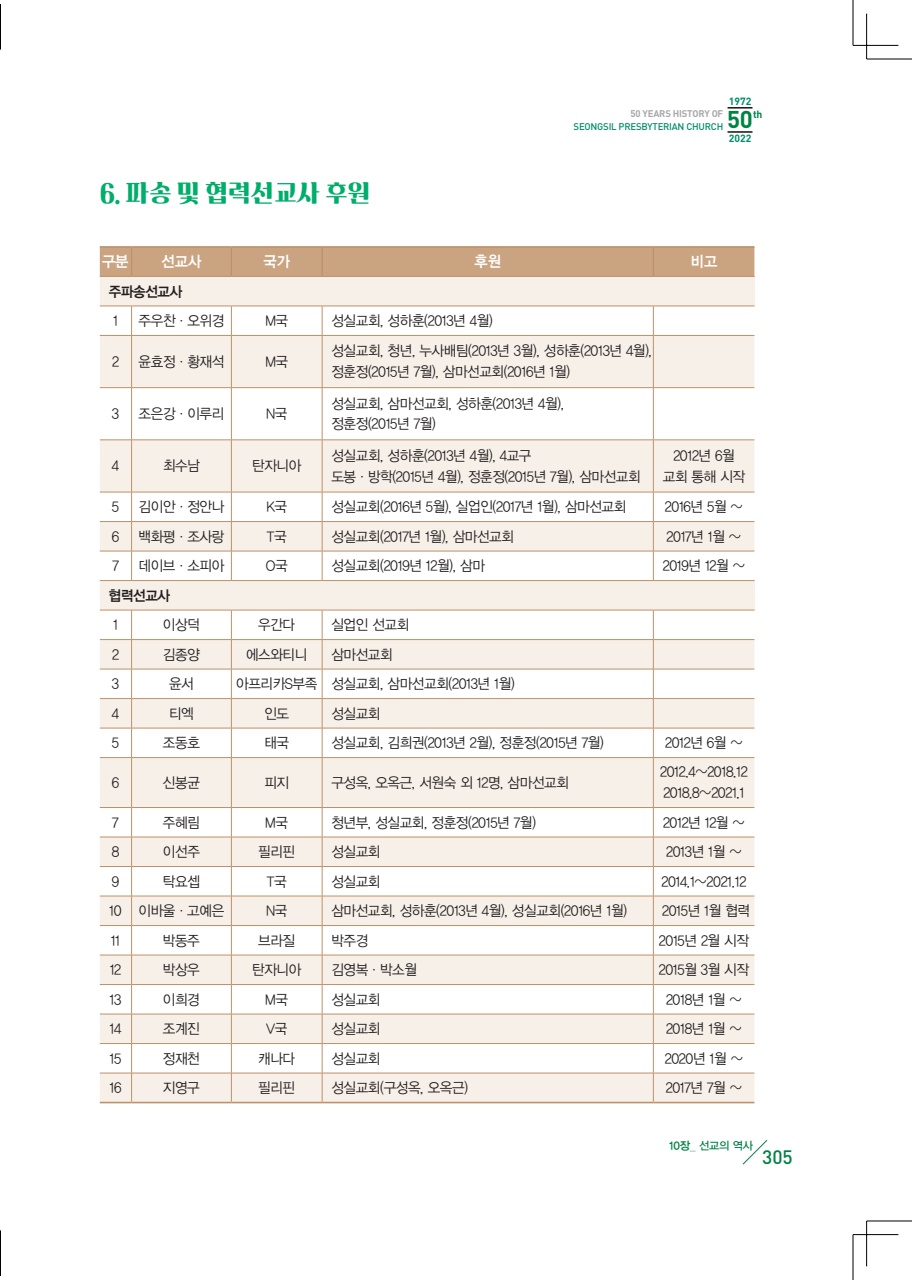 1972
50 YEARS HISTORY OF
SEONGSIL PRESBYTERIAN CHURCH
50th
2022
6. 파송 및 협력선교사 후원
구분 선교사 국가 후원 비고
주파송선교사
1 주우찬 · 오위경 M국 성실교회, 성하훈(2013년 4월)
2 윤효정 · 황재석 M국 성실교회, 청년, 누사배팀(2013년 3월), 성하훈(2013년 4월),
정훈정(2015년 7월), 삼마선교회(2016년 1월)
3 조은강 · 이루리 N국 성실교회, 삼마선교회, 성하훈(2013년 4월),
정훈정(2015년 7월)
4 최수남 탄자니아 성실교회, 성하훈(2013년 4월), 4교구 2012년 6월
도봉 · 방학(2015년 4월), 정훈정(2015년 7월), 삼마선교회 교회 통해 시작
5 김이안 · 정안나 K국 성실교회(2016년 5월), 실업인(2017년 1월), 삼마선교회 2016년 5월 ~
6 백화평 · 조사랑 T국 성실교회(2017년 1월), 삼마선교회 2017년 1월 ~
7 데이브 · 소피아 O국 성실교회(2019년 12월), 삼마 2019년 12월 ~
협력선교사
1 이상덕 우간다 실업인 선교회
2 김종양 에스와티니 삼마선교회
3 윤서 아프리카S부족 성실교회, 삼마선교회(2013년 1월)
4 티엑 인도 성실교회
5 조동호 태국 성실교회, 김희권(2013년 2월), 정훈정(2015년 7월) 2012년 6월 ~
6 신봉균 피지 구성옥, 오옥근, 서원숙 외 12명, 삼마선교회 2012.4~2018.12
2018.8~2021.1
7 주혜림 M국 청년부, 성실교회, 정훈정(2015년 7월) 2012년 12월 ~
8 이선주 필리핀 성실교회 2013년 1월 ~
9 탁요셉 T국 성실교회 2014.1~2021.12
10 이바울 · 고예은 N국 삼마선교회, 성하훈(2013년 4월), 성실교회(2016년 1월) 2015년 1월 협력
11 박동주 브라질 박주경 2015년 2월 시작
12 박상우 탄자니아 김영복 · 박소월 2015월 3월 시작
13 이희경 M국 성실교회 2018년 1월 ~
14 조계진 V국 성실교회 2018년 1월 ~
15 정재천 캐나다 성실교회 2020년 1월 ~
16 지영구 필리핀 성실교회(구성옥, 오옥근) 2017년 7월 ~
10장_ 선교의 역사 305